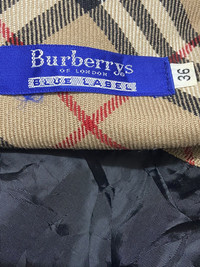 Burberrys
OF LONDON
BLUE LABEL
36